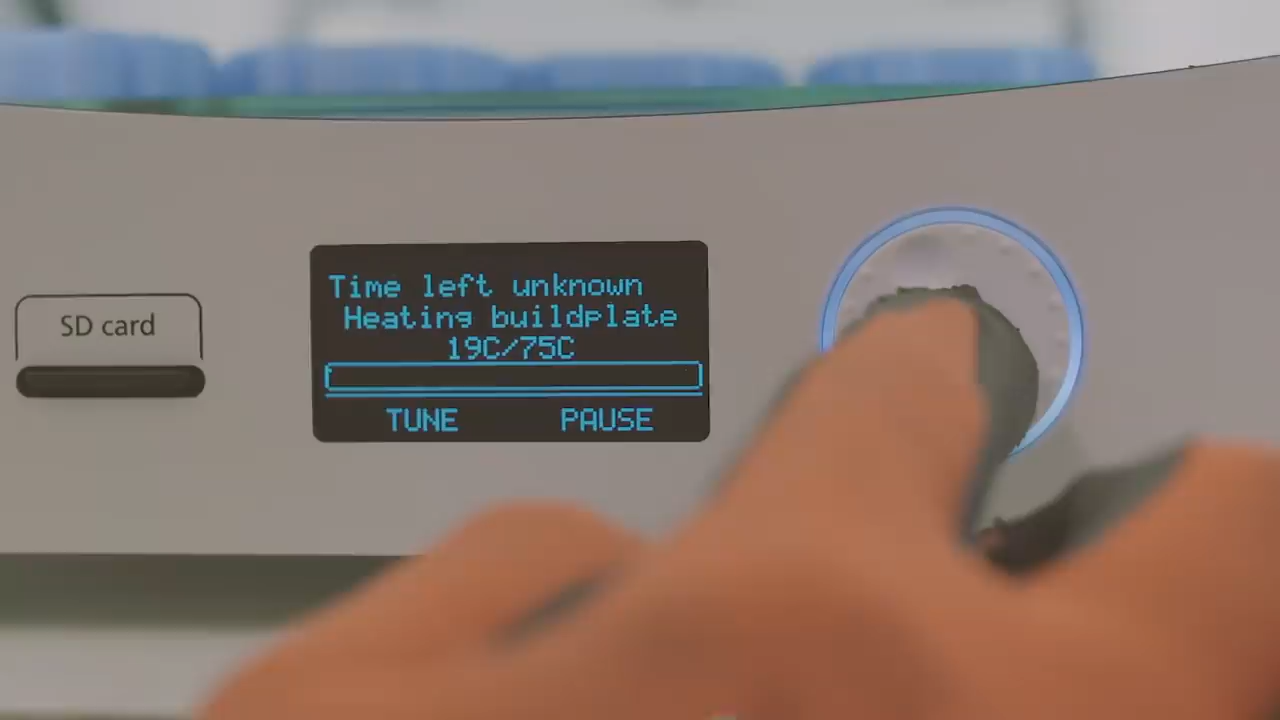 SD card
Time left unknown
Heating buildplate
19C/75C
TUNE PAUSE